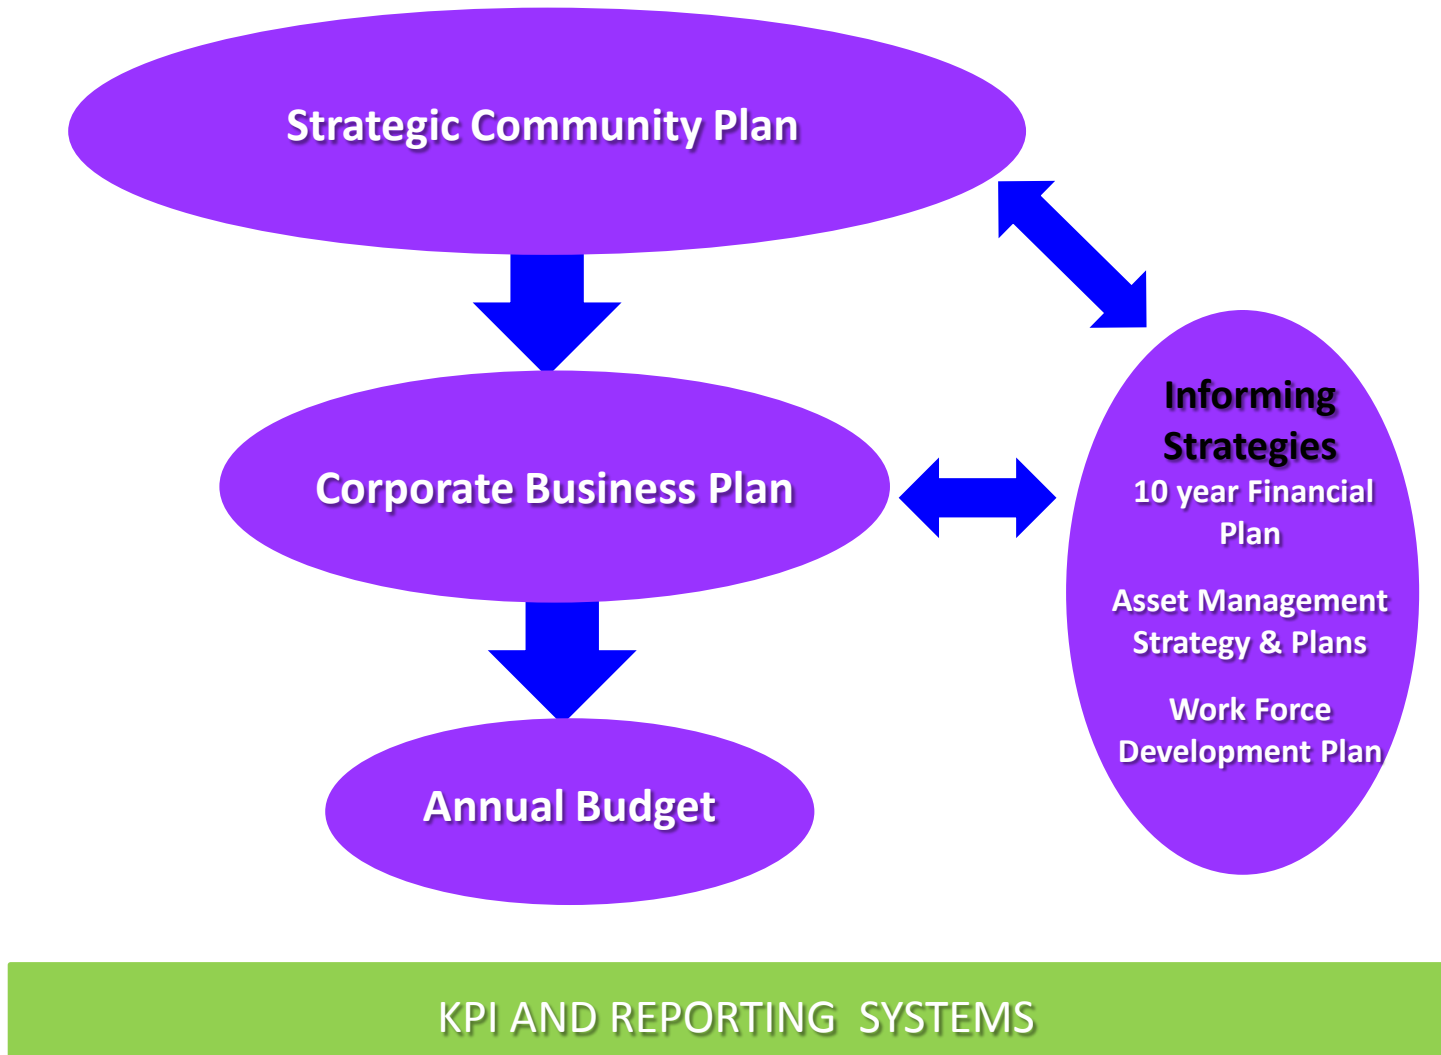 Strategic Community Plan
Corporate Business Plan
Annual Budget
Informing
Strategies
10 year Financial
Plan
Asset Management
Strategy & Plans
Work Force
Development Plan
KPI AND REPORTING  SYSTEMS